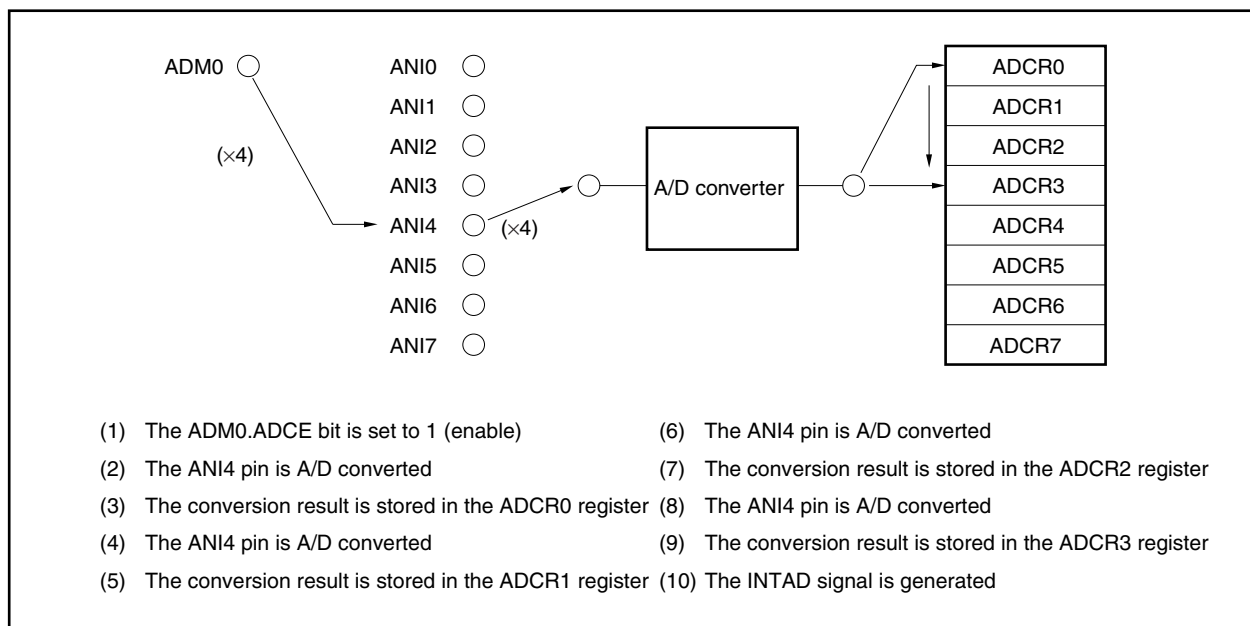 ADM0
ANI0
ANI1
ANI2
ANI3
ANI4
ANI5
ANI6
ANI7
(×4)
(×4)
A/D converter
ADCR0
ADCR1
ADCR2
ADCR3
ADCR4
ADCR5
ADCR6
ADCR7
(1) The ADM0.ADCE bit is set to 1 (enable)
(2) The ANI4 pin is A/D converted
(3) The conversion result is stored in the ADCR0 register
(4) The ANI4 pin is A/D converted
(5) The conversion result is stored in the ADCR1 register
(6) The ANI4 pin is A/D converted
(7) The conversion result is stored in the ADCR2 register
(8) The ANI4 pin is A/D converted
(9) The conversion result is stored in the ADCR3 register
(10) The INTAD signal is generated